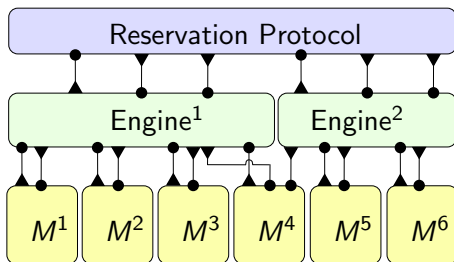 Reservation Protocol
Engine¹ Engine²
M¹ M² M³ M⁴ M⁵ M⁶